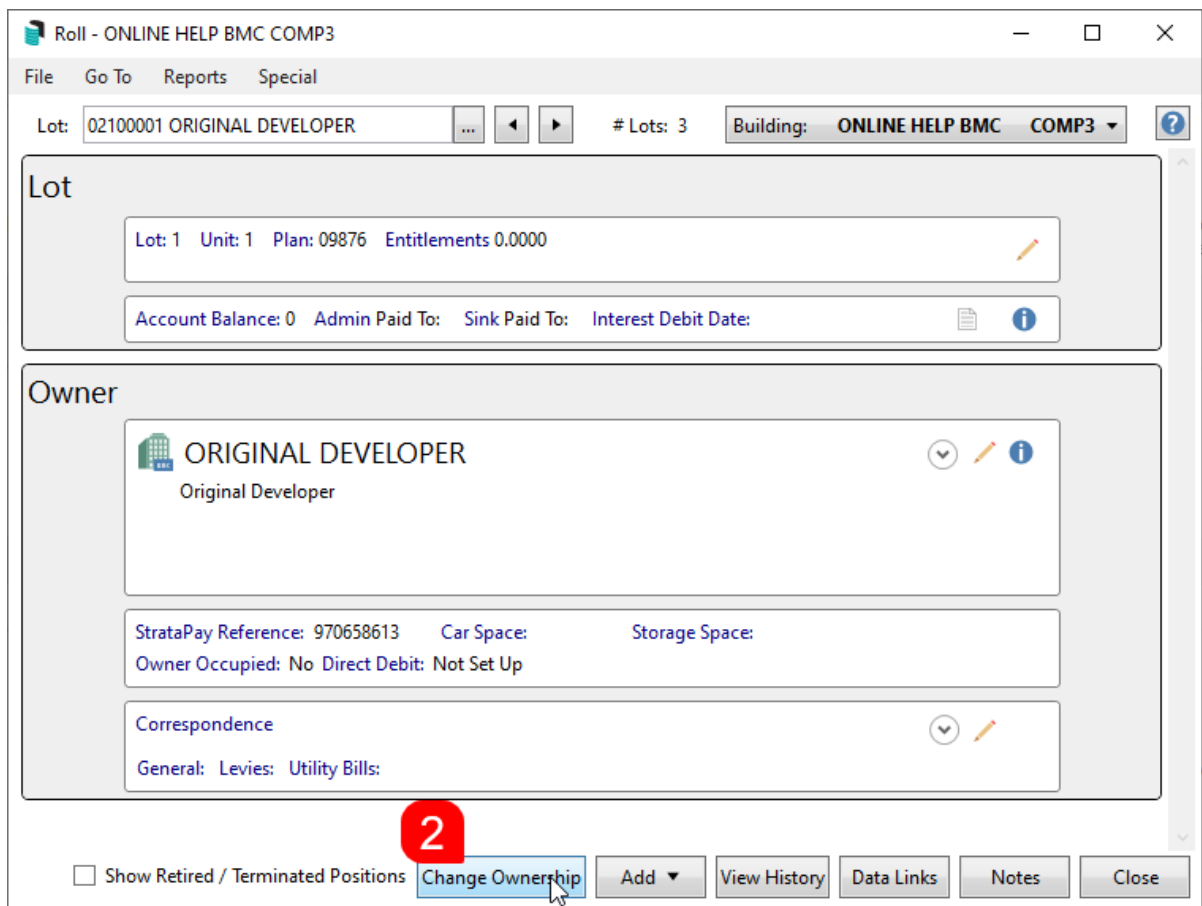 Roll - ONLINE HELP BMC COMP3
File Go To Reports Special
Lot: 02100001 ORIGINAL DEVELOPER ... # Lots: 3 Building: ONLINE HELP BMC COMP3 ?
Lot
Lot: 1 Unit: 1 Plan: 09876 Entitlements 0.0000
Account Balance: 0 Admin Paid To: Sink Paid To: Interest Debit Date: i
Owner
BMC ORIGINAL DEVELOPER i
Original Developer
StrataPay Reference: 970658613 Car Space: Storage Space:
Owner Occupied: No Direct Debit: Not Set Up
Correspondence
General: Levies: Utility Bills:
2
Show Retired / Terminated Positions Change Ownership Add View History Data Links Notes Close